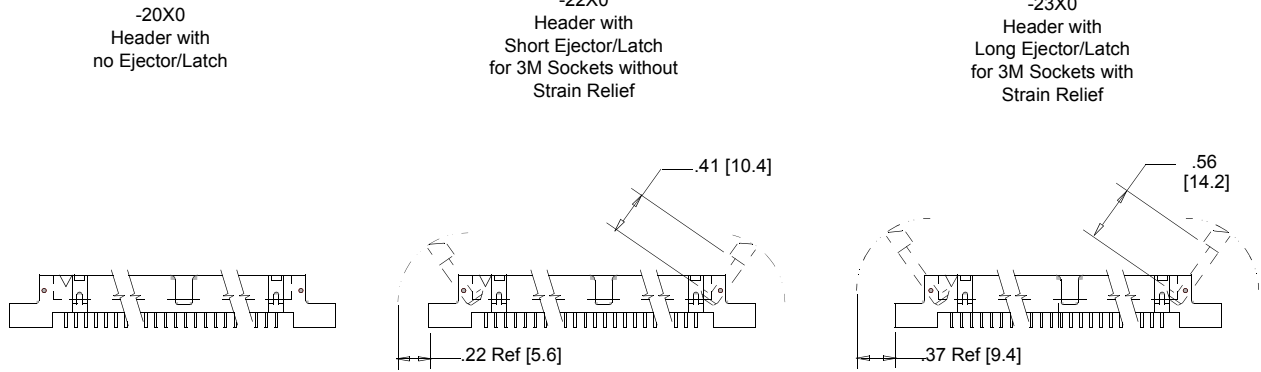 -20X0
Header with
no Ejector/Latch
-22X0
Header with
Short Ejector/Latch
for 3M Sockets without
Strain Relief
-23X0
Header with
Long Ejector/Latch
for 3M Sockets with
Strain Relief
.41 [10.4]
.56
[14.2]
.22 Ref [5.6]
.37 Ref [9.4]